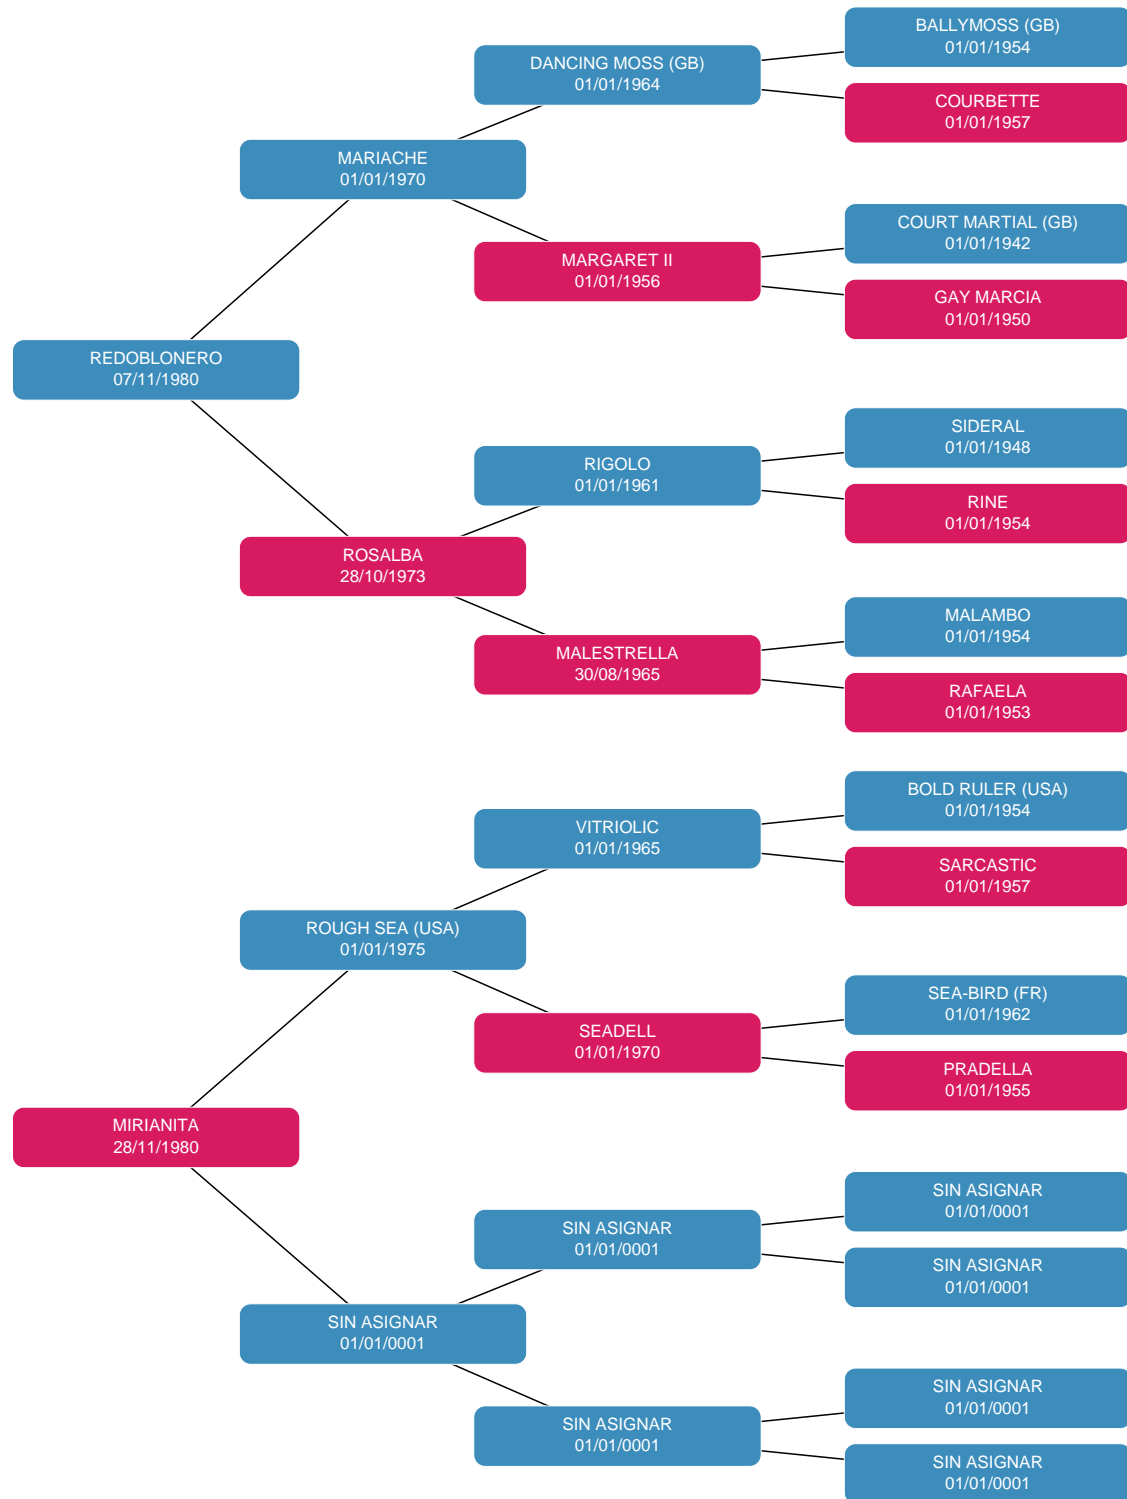 BALLYMOSS (GB)
01/01/1954
DANCING MOSS (GB)
01/01/1964
COURBETTE
01/01/1957
MARIACHE
01/01/1970
COURT MARTIAL (GB)
01/01/1942
MARGARET II
01/01/1956
GAY MARCIA
01/01/1950
REDOBLONERO
07/11/1980
SIDERAL
01/01/1948
RIGOLO
01/01/1961
RINE
01/01/1954
ROSALBA
28/10/1973
MALAMBO
01/01/1954
MALESTRELLA
30/08/1965
RAFAELA
01/01/1953
BOLD RULER (USA)
01/01/1954
VITRIOLIC
01/01/1965
SARCASTIC
01/01/1957
ROUGH SEA (USA)
01/01/1975
SEA-BIRD (FR)
01/01/1962
SEADELL
01/01/1970
PRADELLA
01/01/1955
MIRIANITA
28/11/1980
SIN ASIGNAR
01/01/0001
SIN ASIGNAR
01/01/0001
SIN ASIGNAR
01/01/0001
SIN ASIGNAR
01/01/0001
SIN ASIGNAR
01/01/0001
SIN ASIGNAR
01/01/0001
SIN ASIGNAR
01/01/0001